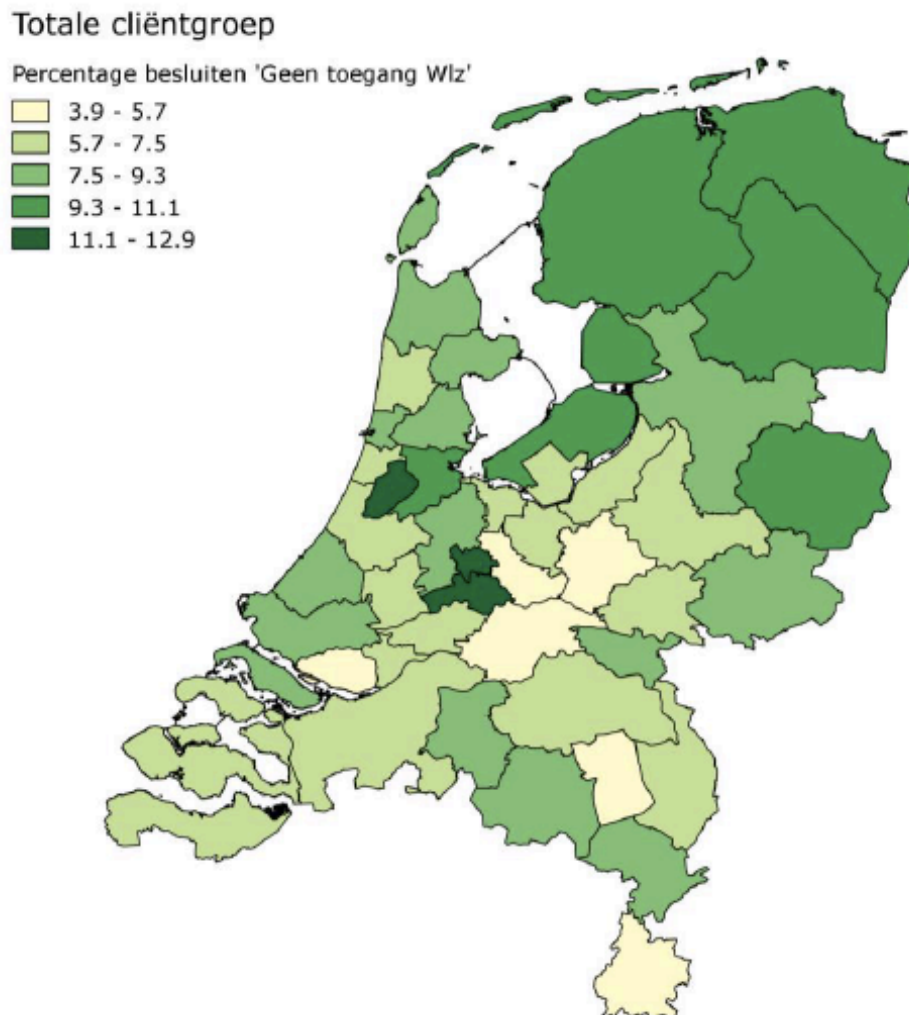 Totale cliëntgroep
Percentage besluiten 'Geen toegang Wlz'
3.9 - 5.7
5.7 - 7.5
7.5 - 9.3
9.3 - 11.1
11.1 - 12.9